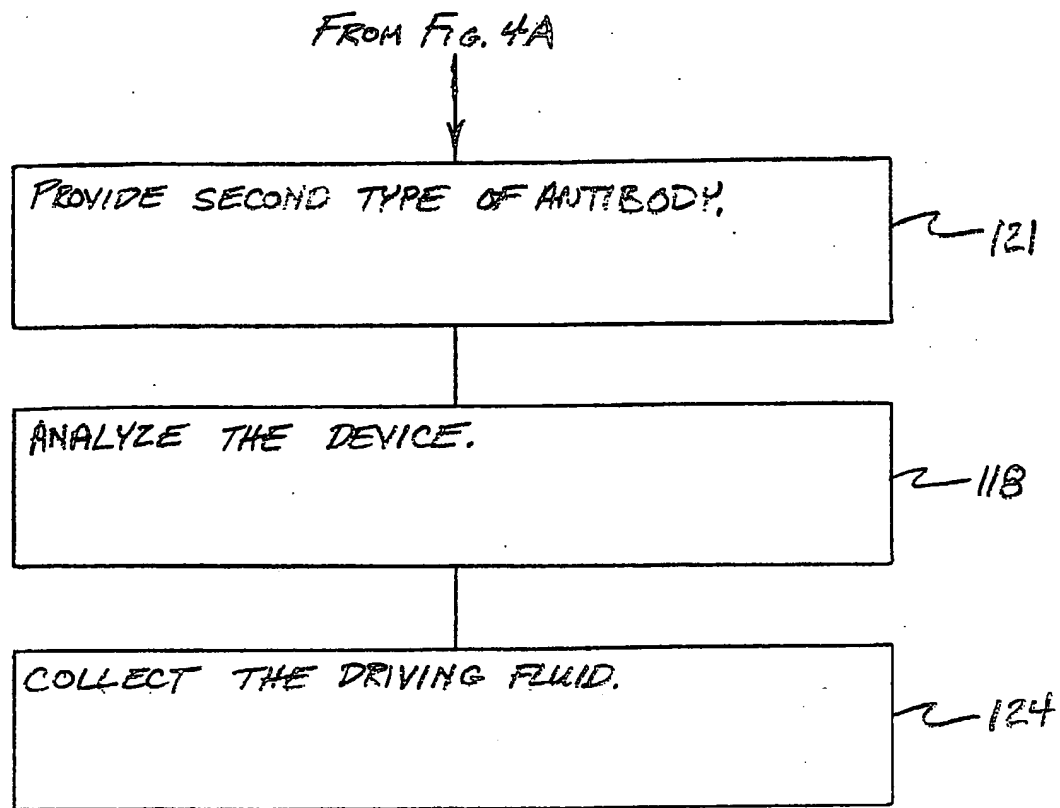 FROM FIG. 4A
PROVIDE SECOND TYPE OF ANTIBODY.
121
ANALYZE THE DEVICE.
118
COLLECT THE DRIVING FLUID.
124